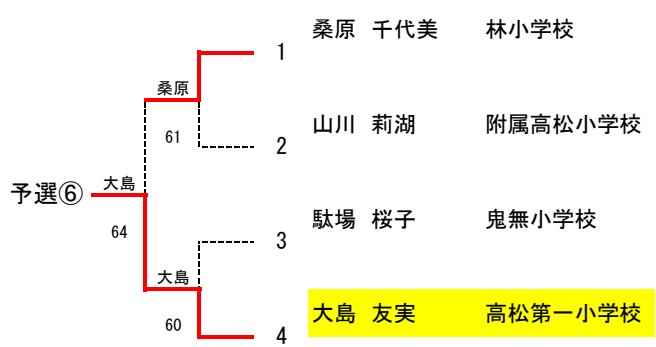 1 桑原 千代美 林小学校
桑原
61
2 山川 莉湖 附属高松小学校
予選⑥ 大島
64
3 駄場 桜子 鬼無小学校
大島
60
4 大島 友実 高松第一小学校